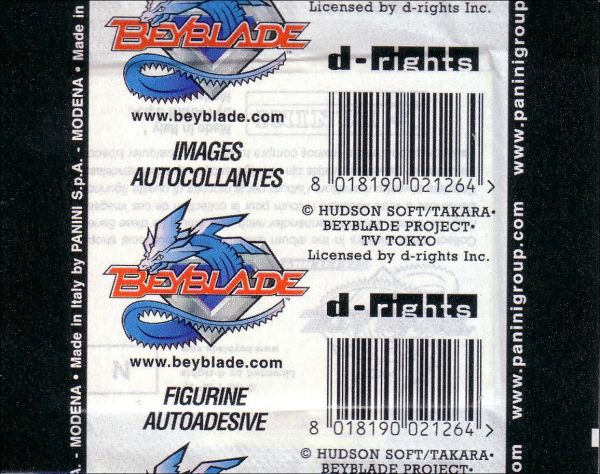 Licensed by d-rights Inc.
BEYBLADE
d-rights
www.beyblade.com
IMAGES
AUTOCOLLANTES
8 018190 021264 >
© HUDSON SOFT/TAKARA•
BEYBLADE PROJECT•
TV TOKYO
Licensed by d-rights Inc.
BEYBLADE™
d-rights
www.beyblade.com
FIGURINE
AUTOADESIVE
8 018190 021264 >
© HUDSON SOFT/TAKARA•
BEYBLADE PROJECT•
A. - MODENA • Made in Italy by PANINI S.p.A. - MODENA • Made in
www.paninigroup.com www.paninigroup